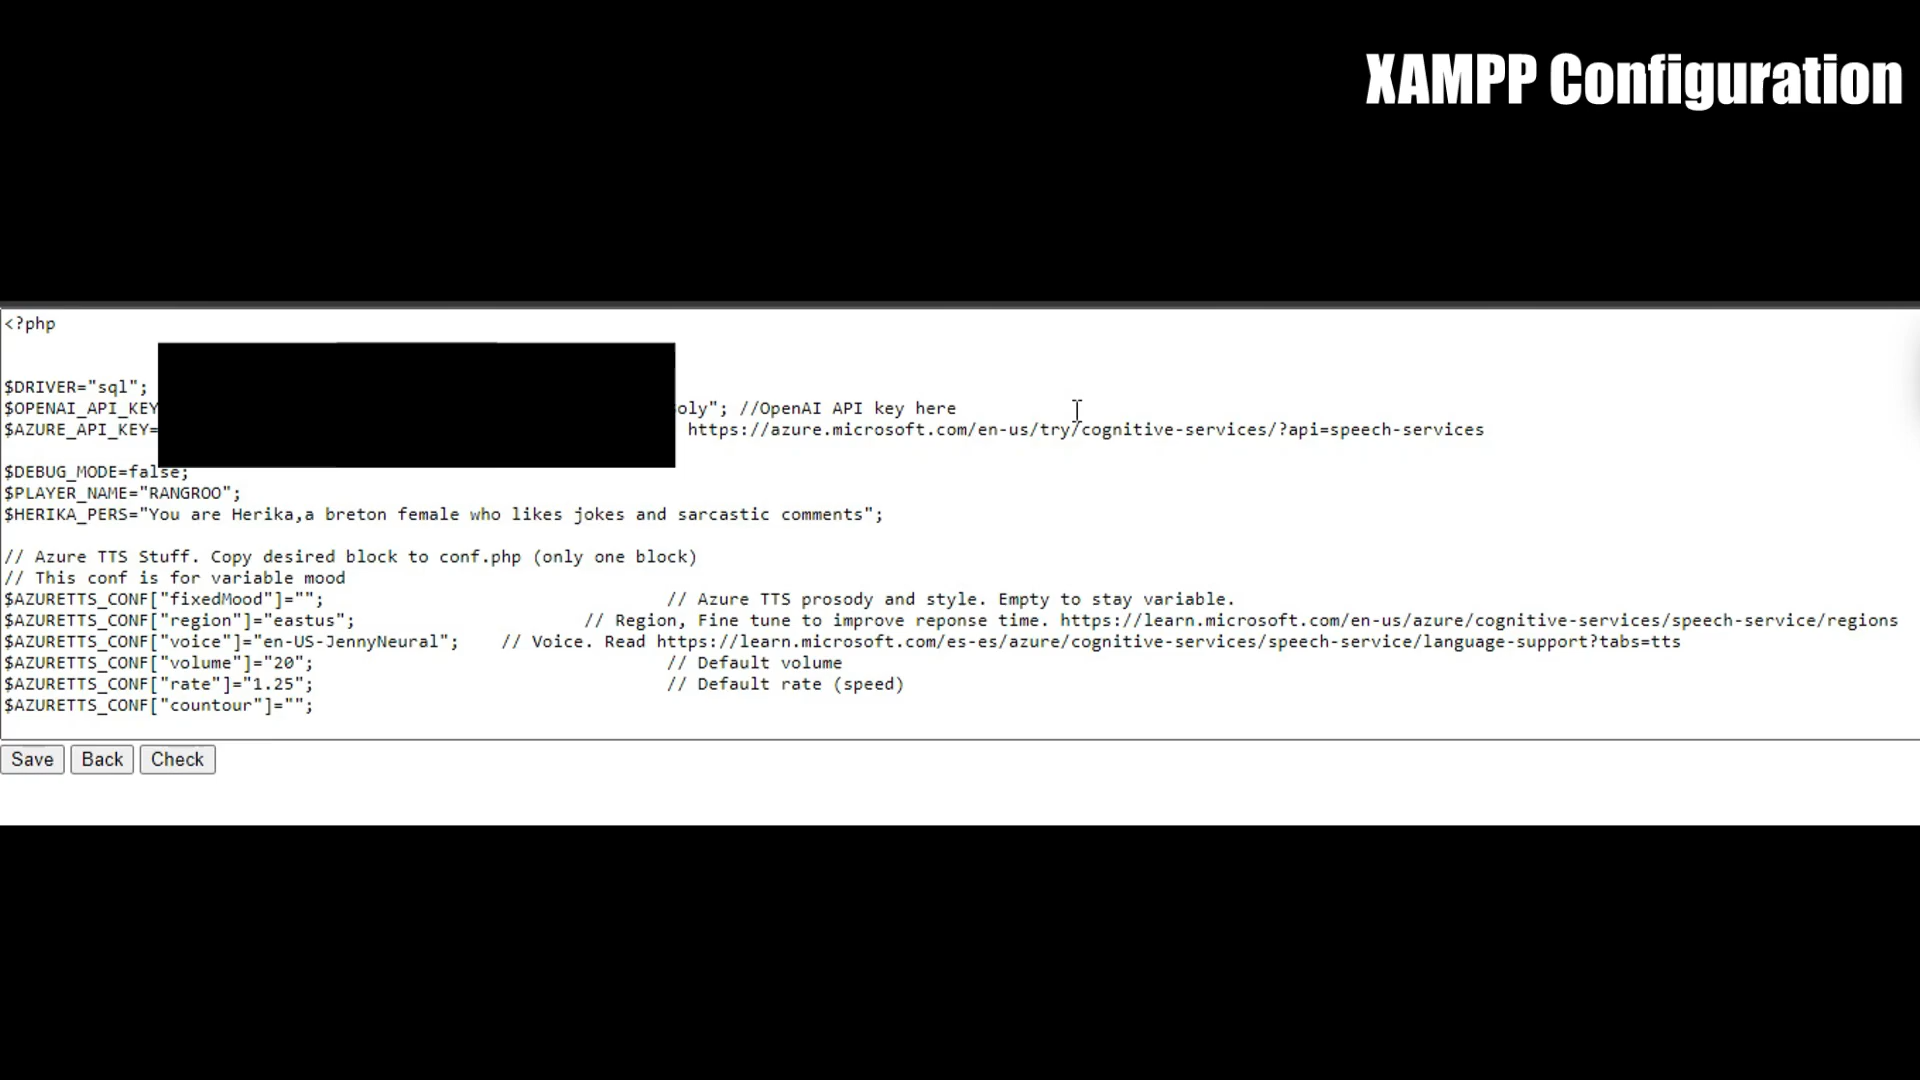 XAMPP Configuration
<?php
$DRIVER="sql";
$OPENAI_API_KEY oly"; //OpenAI API key here
$AZURE_API_KEY= https://azure.microsoft.com/en-us/try/cognitive-services/?api=speech-services
$DEBUG_MODE=false;
$PLAYER_NAME="RANGROO";
$HERIKA_PERS="You are Herika,a breton female who likes jokes and sarcastic comments";
// Azure TTS Stuff. Copy desired block to conf.php (only one block)
// This conf is for variable mood
$AZURETTS_CONF["fixedMood"]=""; // Azure TTS prosody and style. Empty to stay variable.
$AZURETTS_CONF["region"]="eastus"; // Region, Fine tune to improve reponse time. https://learn.microsoft.com/en-us/azure/cognitive-services/speech-service/regions
$AZURETTS_CONF["voice"]="en-US-JennyNeural"; // Voice. Read https://learn.microsoft.com/es-es/azure/cognitive-services/speech-service/language-support?tabs=tts
$AZURETTS_CONF["volume"]="20"; // Default volume
$AZURETTS_CONF["rate"]="1.25"; // Default rate (speed)
$AZURETTS_CONF["countour"]="";
Save Back Check